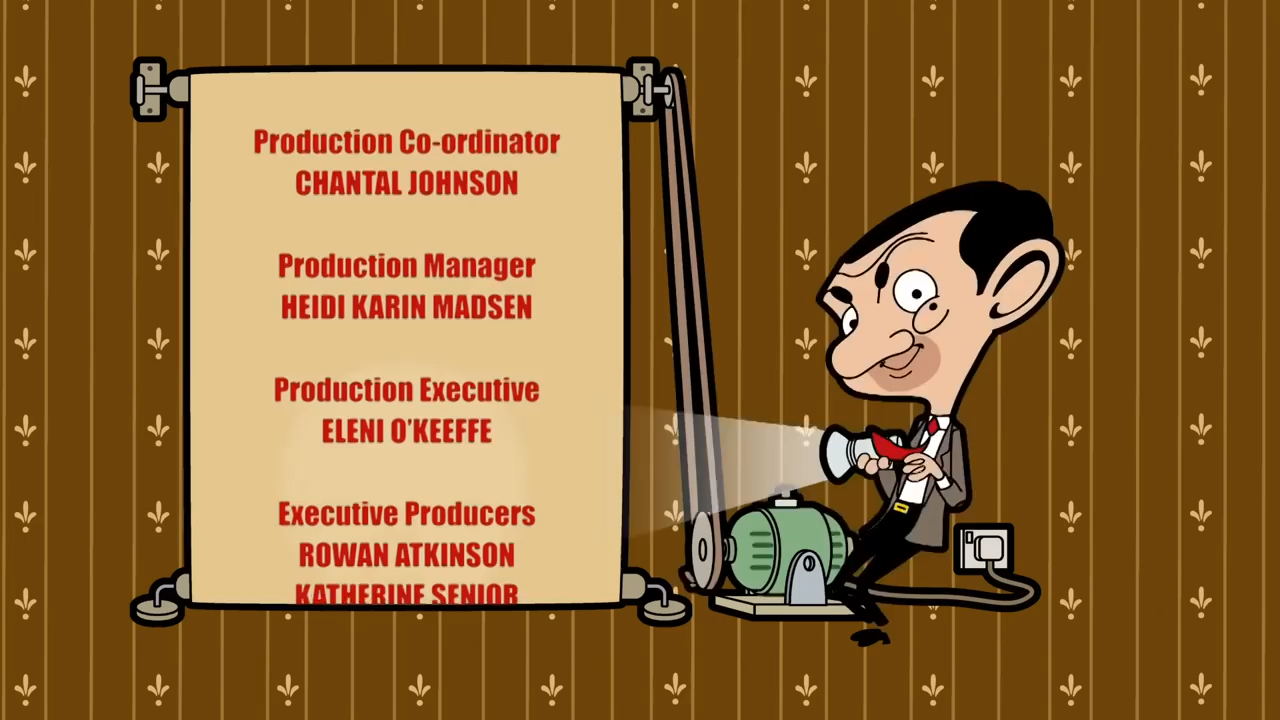 Production Co-ordinator
CHANTAL JOHNSON
Production Manager
HEIDI KARIN MADSEN
Production Executive
ELENI O'KEEFFE
Executive Producers
ROWAN ATKINSON
KATHERINE SENIOR